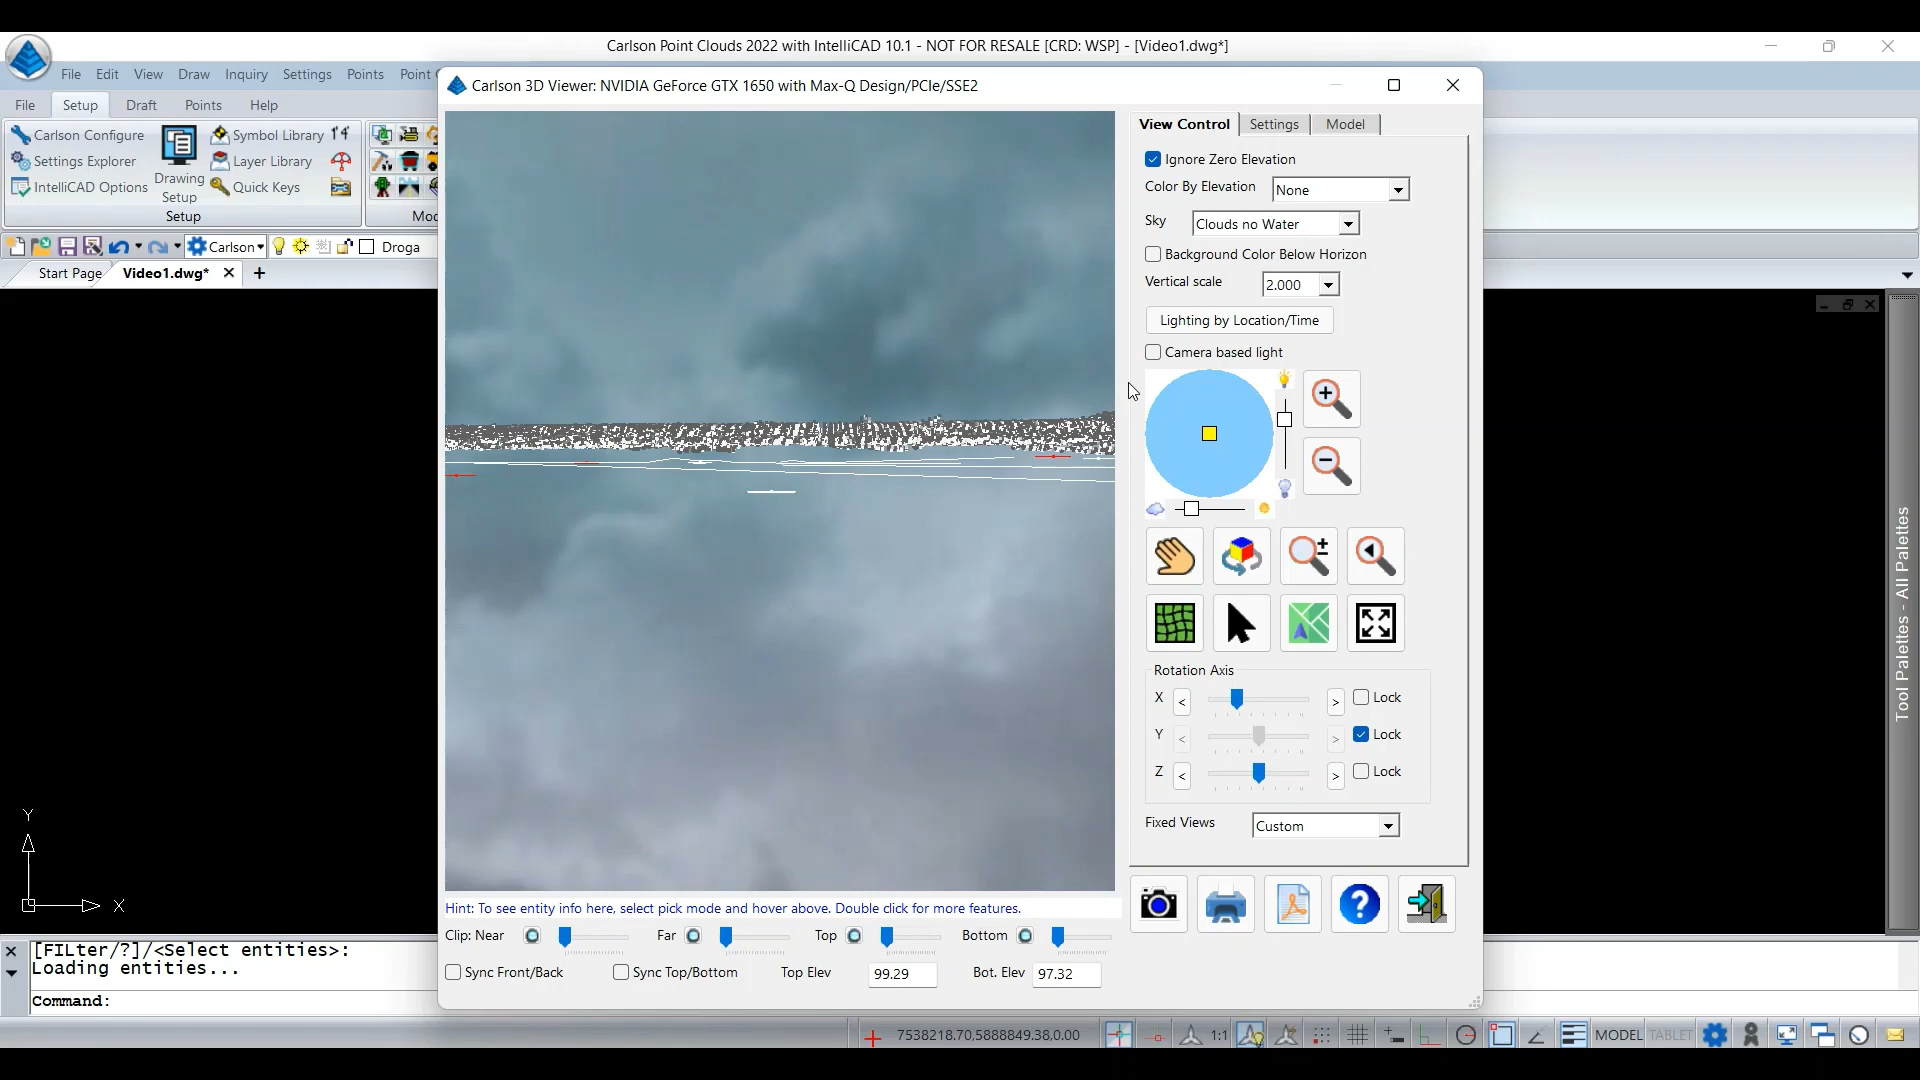 Carlson Point Clouds 2022 with IntelliCAD 10.1 - NOT FOR RESALE [CRD: WSP] - [Video1.dwg*]
File Edit View Draw Inquiry Settings Points Point
Carlson 3D Viewer: NVIDIA GeForce GTX 1650 with Max-Q Design/PCIe/SSE2
File Setup Draft Points Help
Carlson Configure
Settings Explorer
IntelliCAD Options
Drawing
Setup
Symbol Library
Layer Library
Quick Keys
Setup
Carlson
Droga
Start Page
Video1.dwg*
View Control Settings Model
Ignore Zero Elevation
Color By Elevation None
Sky Clouds no Water
Background Color Below Horizon
Vertical scale 2.000
Lighting by Location/Time
Camera based light
Rotation Axis
X < > Lock
Y < > Lock
Z < > Lock
Fixed Views Custom
Hint: To see entity info here, select pick mode and hover above. Double click for more features.
Clip: Near Far Top Bottom
Sync Front/Back Sync Top/Bottom Top Elev 99.29 Bot. Elev 97.32
Tool Palettes - All Palettes
Y
X
[FILter/?]/<Select entities>:
Loading entities...
Command:
7538218.70,5888849.38,0.00 1:1 MODEL TABLET